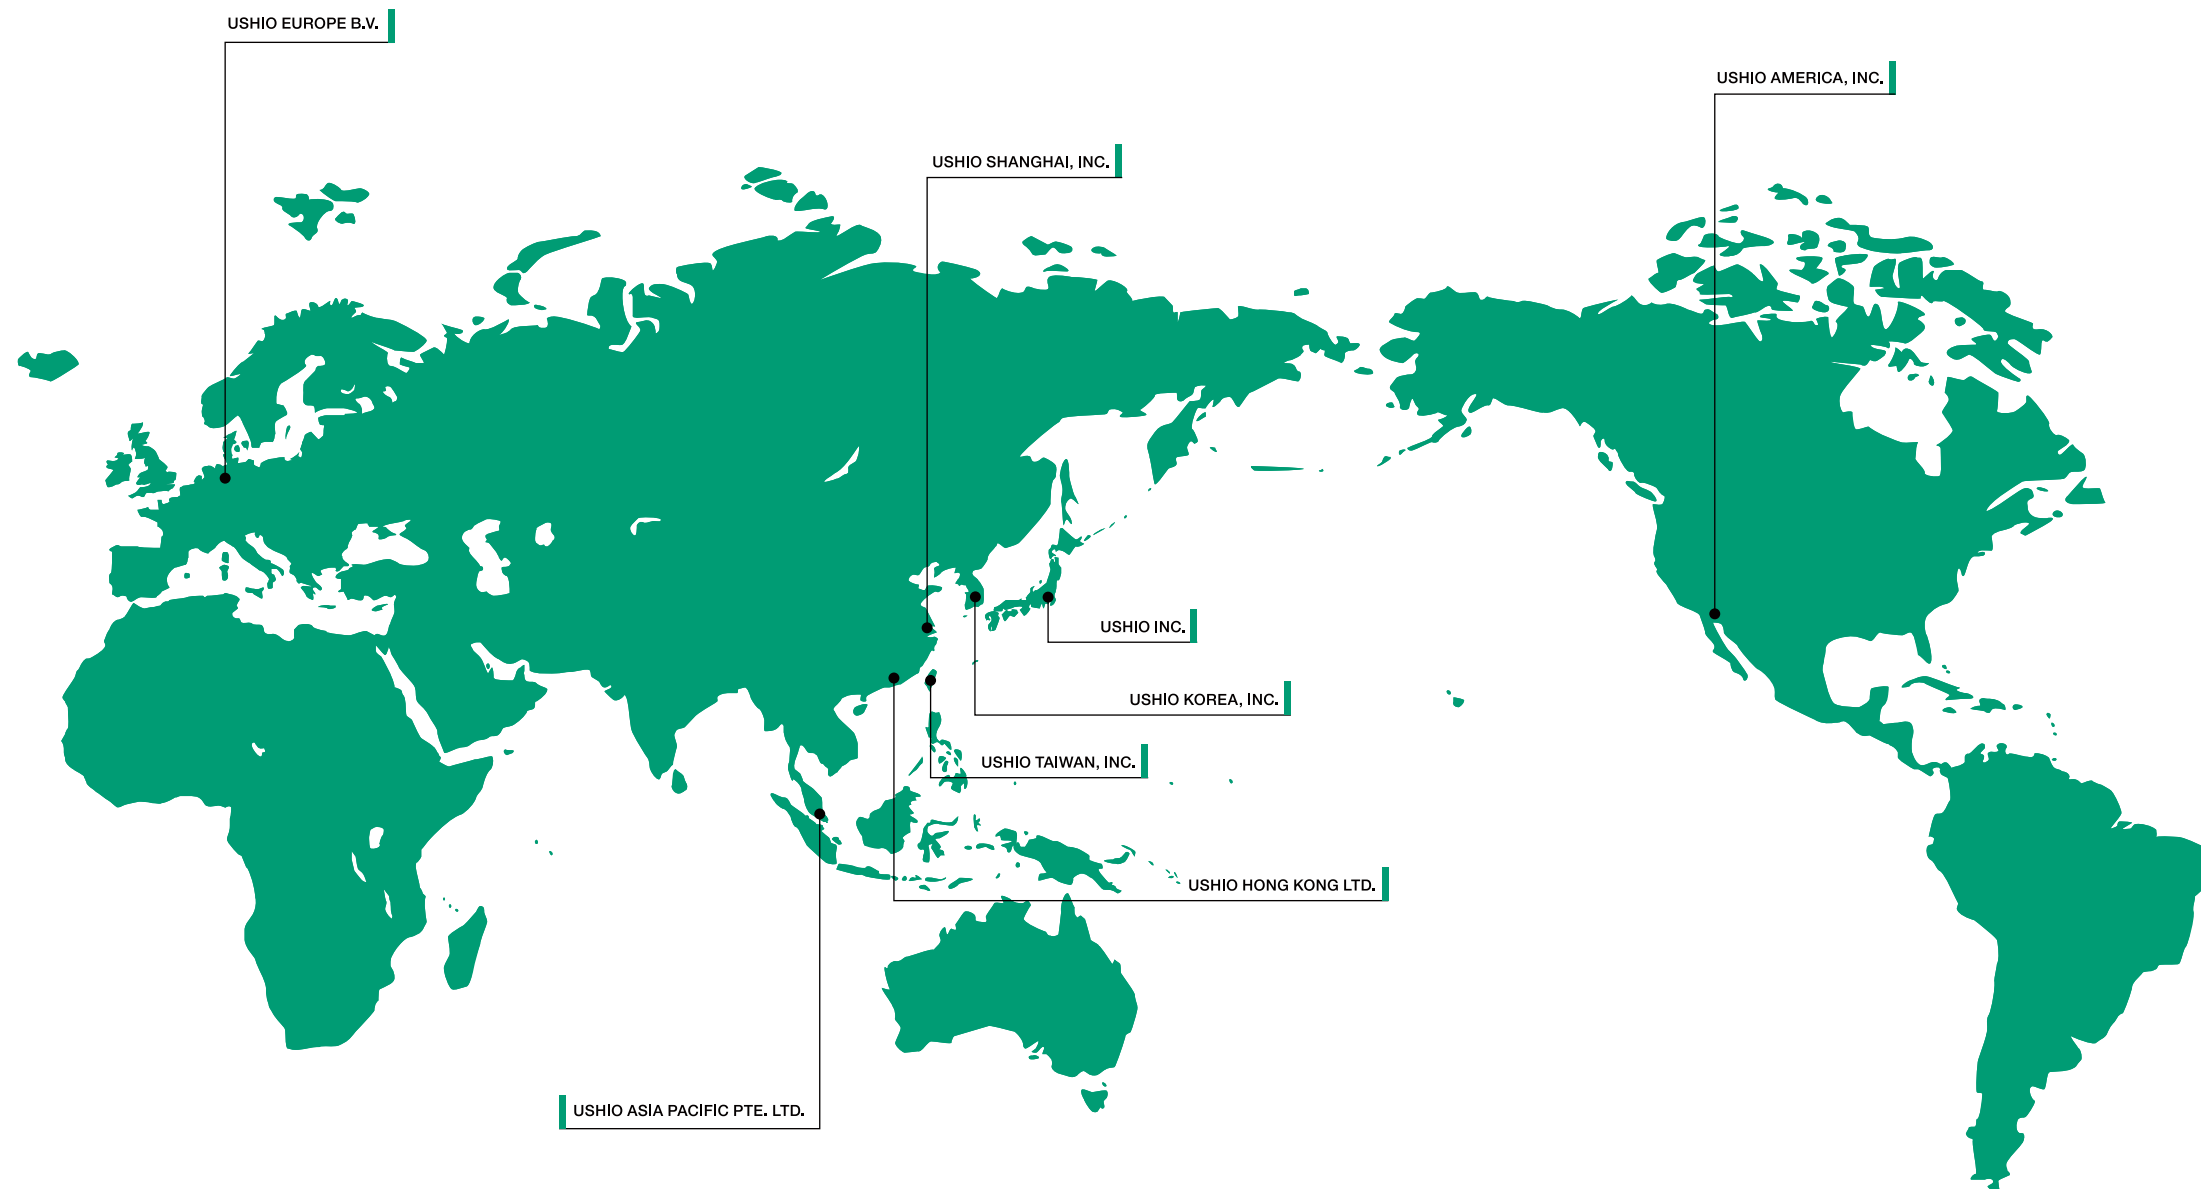 USHIO EUROPE B.V.
USHIO AMERICA, INC.
USHIO SHANGHAI, INC.
USHIO INC.
USHIO KOREA, INC.
USHIO TAIWAN, INC.
USHIO HONG KONG LTD.
USHIO ASIA PACIFIC PTE. LTD.